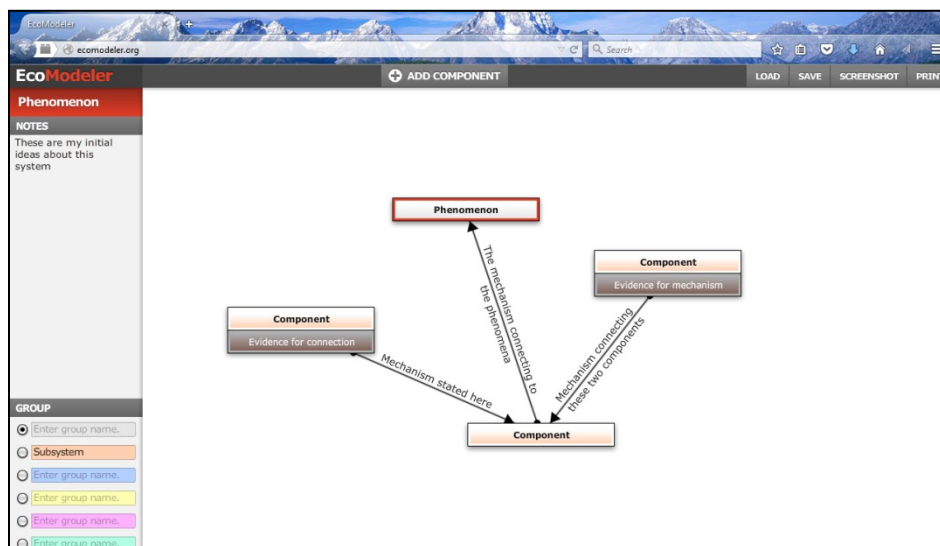 EcoModeler
ecomodeler.org
Search
EcoModeler
ADD COMPONENT
LOAD
SAVE
SCREENSHOT
PRINT
Phenomenon
NOTES
These are my initial
ideas about this
system
Phenomenon
The mechanism connecting to
the phenomena
Component
Evidence for mechanism
Component
Evidence for connection
Mechanism stated here
Mechanism connecting
these two components
Component
GROUP
Enter group name.
Subsystem
Enter group name.
Enter group name.
Enter group name.
Enter group name.